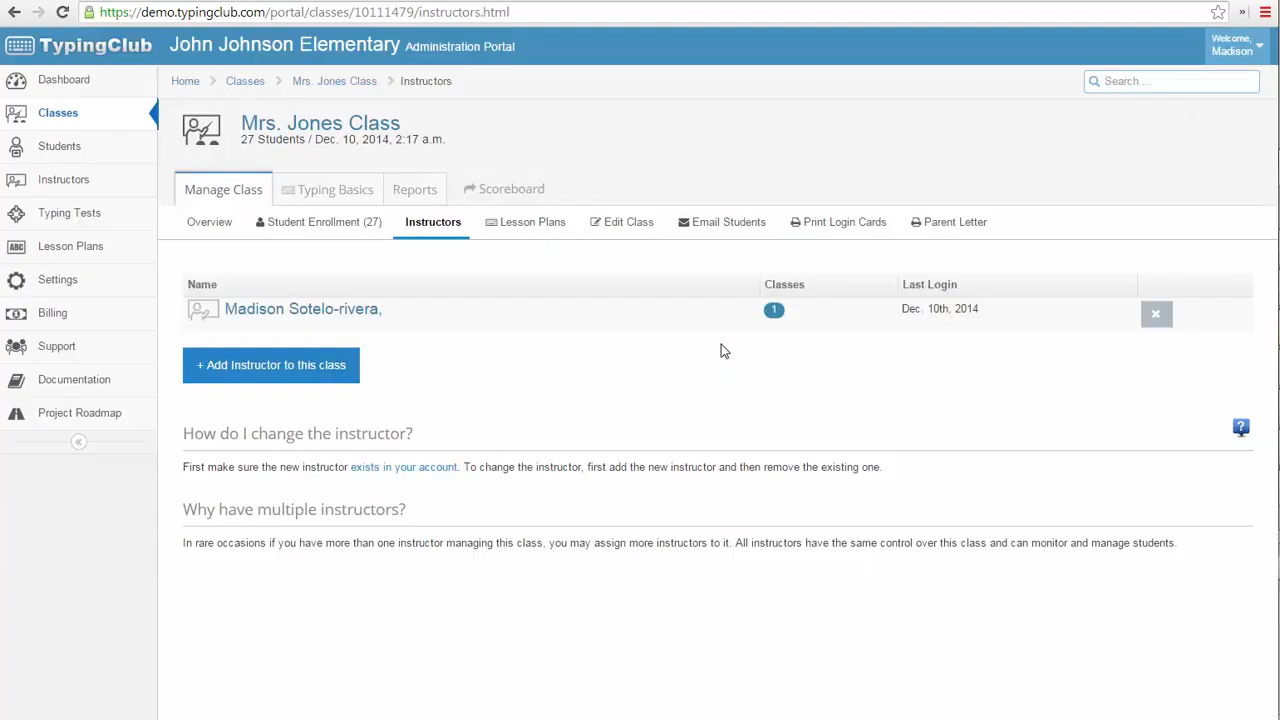 https://demo.typingclub.com/portal/classes/10111479/instructors.html
»
TypingClub
John Johnson Elementary Administration Portal
Welcome,
Madison
Dashboard
Classes
Students
Instructors
Typing Tests
ABC
Lesson Plans
Settings
Billing
Support
Documentation
Project Roadmap
«
Home Classes Mrs. Jones Class Instructors
Search ...
Mrs. Jones Class
27 Students / Dec. 10, 2014, 2:17 a.m.
Manage Class Typing Basics Reports Scoreboard
Overview Student Enrollment (27) Instructors Lesson Plans Edit Class Email Students Print Login Cards Parent Letter
Name Classes Last Login
Madison Sotelo-rivera, 1 Dec. 10th, 2014
+ Add Instructor to this class
How do I change the instructor?
?
First make sure the new instructor exists in your account. To change the instructor, first add the new instructor and then remove the existing one.
Why have multiple instructors?
In rare occasions if you have more than one instructor managing this class, you may assign more instructors to it. All instructors have the same control over this class and can monitor and manage students.